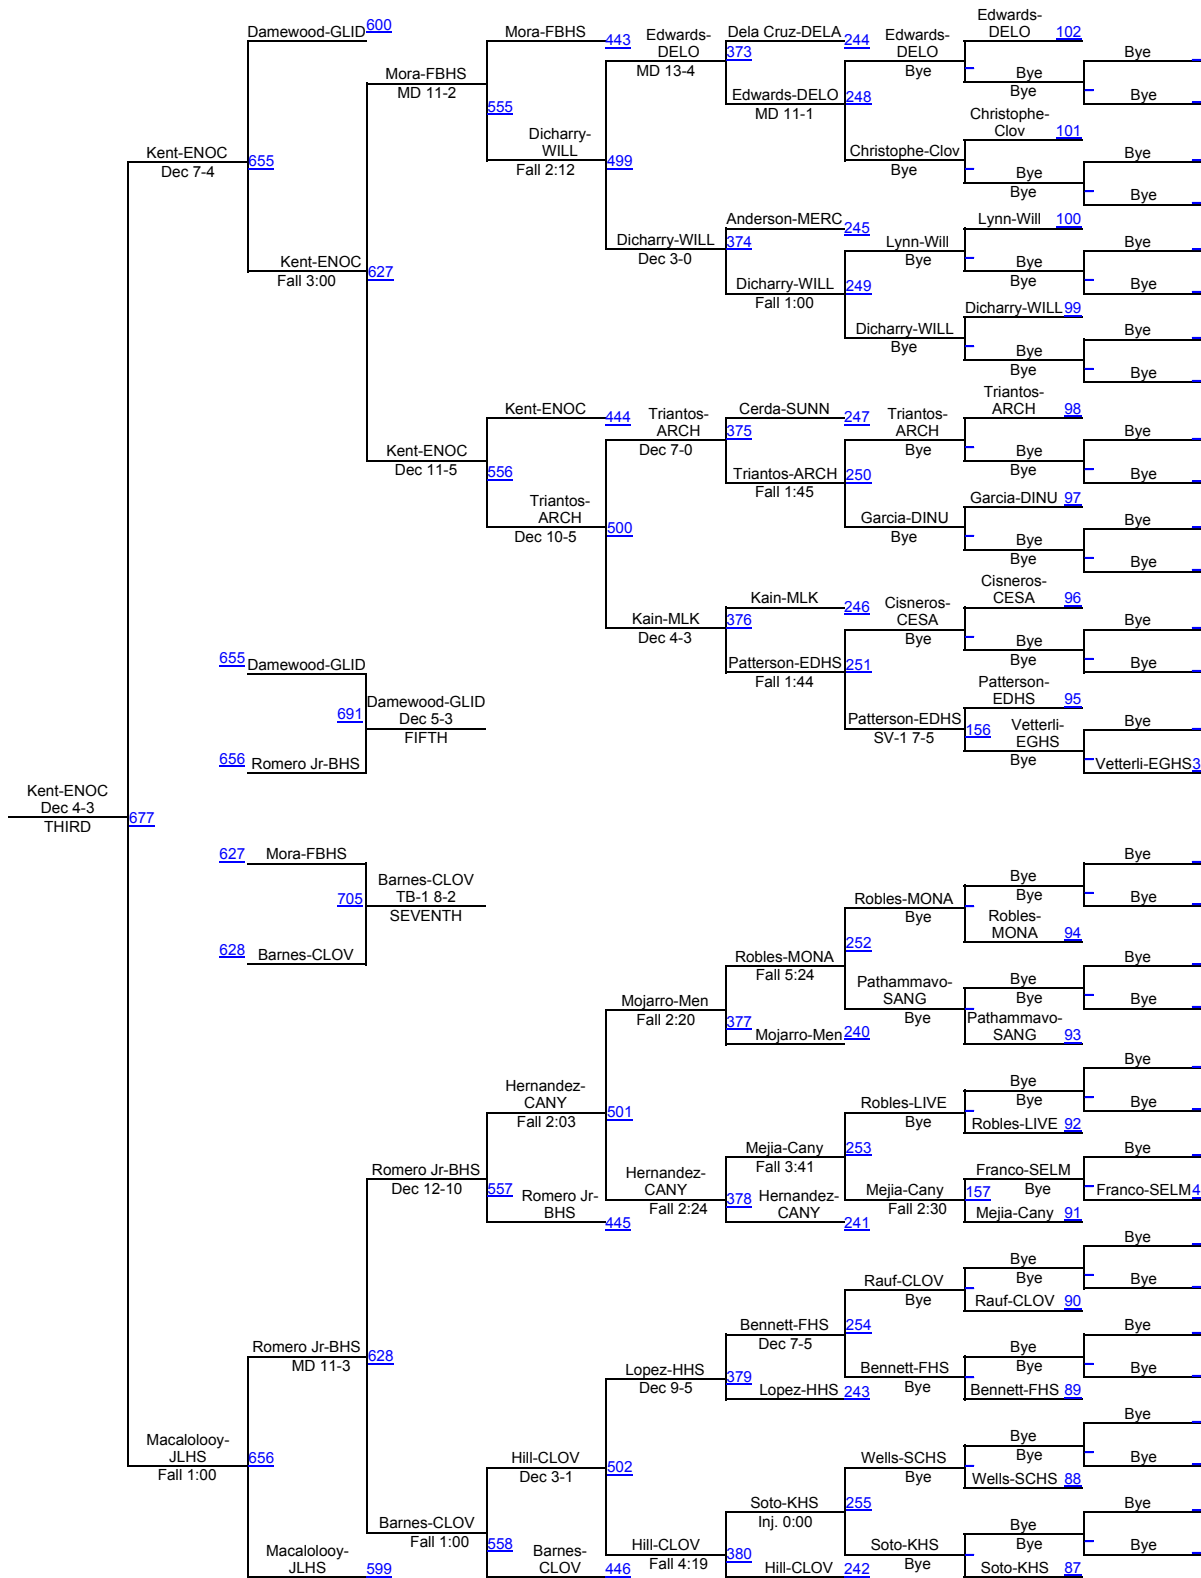 Damewood-GLID 600
Mora-FBHS 443
Edwards-
DELO
MD 13-4
Dela Cruz-DELA 244
Edwards-
DELO
Bye
Edwards-
DELO 102
Bye
373
Bye
Bye
Bye
Mora-FBHS
MD 11-2
555
Edwards-DELO 248
MD 11-1
Christophe-
Clov 101
Dicharry-
WILL
Fall 2:12
499
Christophe-Clov
Bye
Bye
Bye
Bye
Bye
Kent-ENOC
Dec 7-4
655
Anderson-MERC 245
Lynn-Will 100
Dicharry-WILL 374
Dec 3-0
Lynn-Will
Bye
Bye
Bye
Bye
Bye
Kent-ENOC
Fall 3:00
627
Dicharry-WILL 249
Fall 1:00
Dicharry-WILL 99
Dicharry-WILL
Bye
Bye
Bye
Bye
Bye
Kent-ENOC 444
Triantos-
ARCH
Dec 7-0
Cerda-SUNN 247
375
Triantos-
ARCH
Bye
Triantos-
ARCH 98
Bye
Bye
Bye
Bye
Kent-ENOC
Dec 11-5
556
Triantos-ARCH 250
Fall 1:45
Garcia-DINU 97
Triantos-
ARCH
Dec 10-5
500
Garcia-DINU
Bye
Bye
Bye
Bye
Bye
Kain-MLK 246
Cisneros-
CESA
Bye
Cisneros-
CESA 96
Kain-MLK 376
Dec 4-3
Bye
Bye
Bye
Bye
Patterson-EDHS 251
Fall 1:44
Patterson-
EDHS 95
655 Damewood-GLID
691
Damewood-GLID
Dec 5-3
FIFTH
656 Romero Jr-BHS
Patterson-EDHS 156
SV-1 7-5
Vetterli-
EGHS
Bye
Bye
Vetterli-EGHS 3
Kent-ENOC
Dec 4-3
THIRD
677
627 Mora-FBHS
705
Barnes-CLOV
TB-1 8-2
SEVENTH
628 Barnes-CLOV
Bye
Bye
Bye
Bye
Robles-MONA
Bye
Robles-
MONA 94
252
Robles-MONA
Fall 5:24
Bye
Bye
Bye
Bye
Pathammavo-
SANG
Bye
Pathammavo-
SANG 93
Mojarro-Men
Fall 2:20
377
Mojarro-Men 240
Bye
Bye
Bye
Bye
Hernandez-
CANY
Fall 2:03
501
Robles-LIVE
Bye
Robles-LIVE 92
Mejia-Cany 253
Fall 3:41
Bye
Franco-SELM
Bye
Franco-SELM 4
Romero Jr-BHS
Dec 12-10
557
Romero Jr-
BHS 445
Hernandez-
CANY
Fall 2:24
378
Hernandez-
CANY 241
Mejia-Cany 157
Fall 2:30
Mejia-Cany 91
Bye
Bye
Bye
Bye
Rauf-CLOV
Bye
Rauf-CLOV 90
Bennett-FHS 254
Dec 7-5
Bye
Bye
Bye
Bye
Romero Jr-BHS 628
MD 11-3
Lopez-HHS 379
Dec 9-5
Lopez-HHS 243
Bennett-FHS
Bye
Bennett-FHS 89
Bye
Bye
Bye
Bye
Macalolooy-
JLHS
Fall 1:00
656
Hill-CLOV
Dec 3-1
502
Wells-SCHS
Bye
Wells-SCHS 88
Soto-KHS 255
Inj. 0:00
Bye
Bye
Bye
Bye
Barnes-CLOV
Fall 1:00
558
Barnes-
CLOV 446
Hill-CLOV
Fall 4:19
380
Hill-CLOV 242
Soto-KHS
Bye
Soto-KHS 87
Macalolooy-
JLHS 599